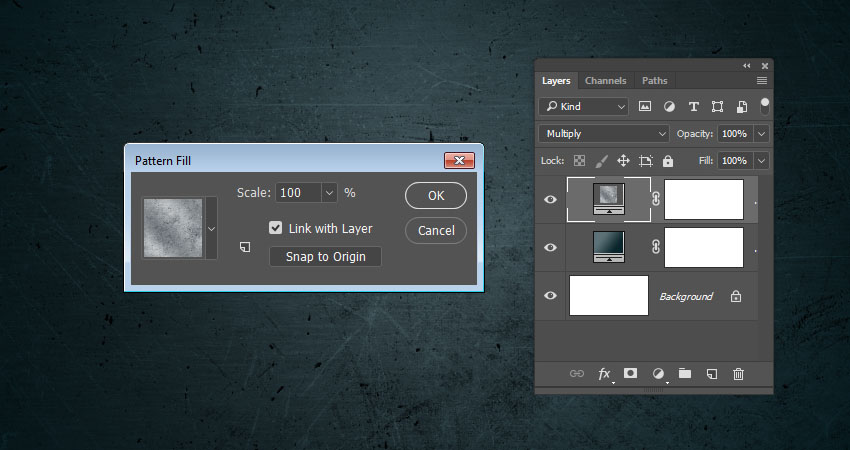 Pattern Fill
Scale: 100 %
OK
Link with Layer
Cancel
Snap to Origin
Layers Channels Paths
Kind
Multiply Opacity: 100%
Lock: Fill: 100%
Background
fx